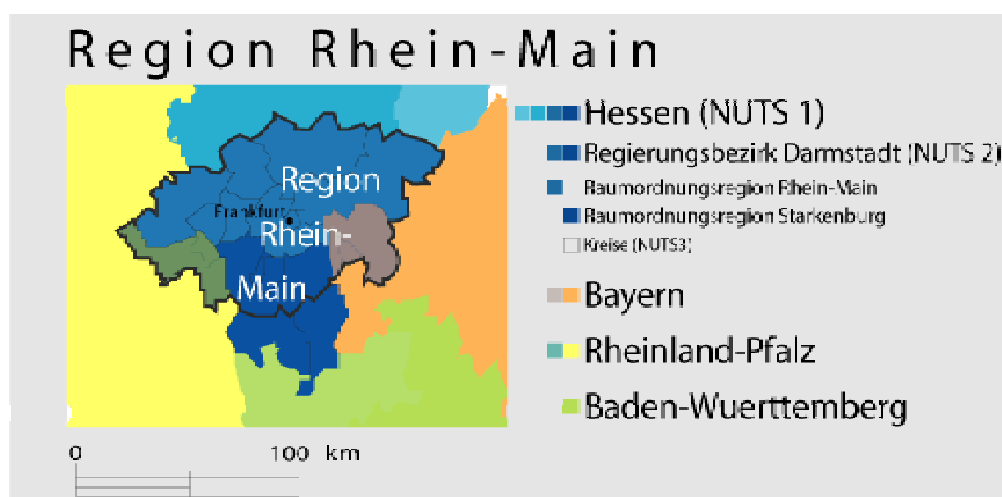 Region Rhein-Main
Region
Frankfurt
Rhein-
Main
Hessen (NUTS 1)
Regierungsbezirk Darmstadt (NUTS 2)
Raumordnungsregion Rhein-Main
Raumordnungsregion Starkenburg
Kreise (NUTS3)
Bayern
Rheinland-Pfalz
Baden-Wuerttemberg
0 100 km